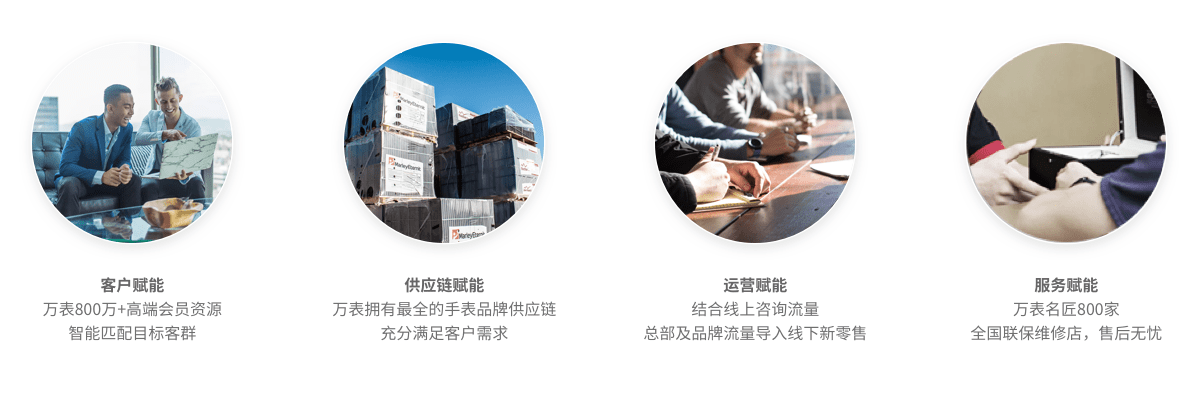 MarleyEternit
MarleyEternit
MarleyEternit
客户赋能
万表800万+高端会员资源
智能匹配目标客群
供应链赋能
万表拥有最全的手表品牌供应链
充分满足客户需求
运营赋能
结合线上咨询流量
总部及品牌流量导入线下新零售
服务赋能
万表名匠800家
全国联保维修店，售后无忧